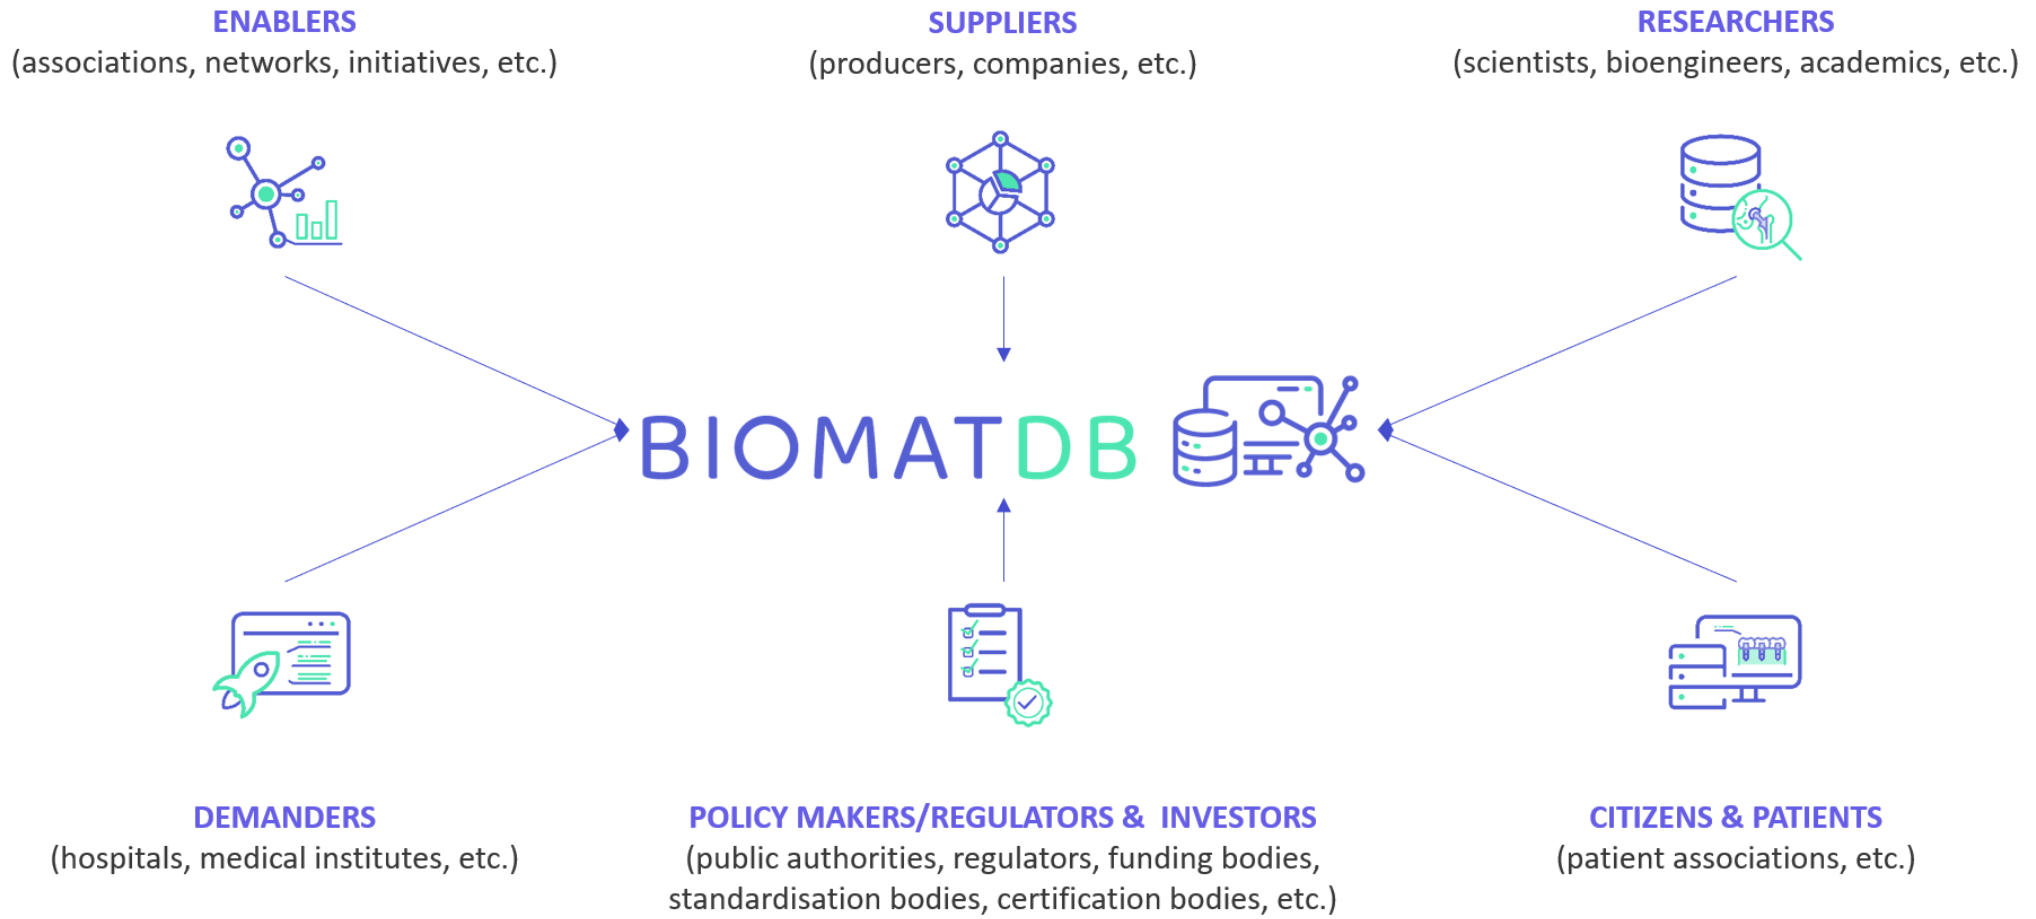 ENABLERS
(associations, networks, initiatives, etc.)
SUPPLIERS
(producers, companies, etc.)
RESEARCHERS
(scientists, bioengineers, academics, etc.)
BIOMATDB
DEMANDERS
(hospitals, medical institutes, etc.)
POLICY MAKERS/REGULATORS & INVESTORS
(public authorities, regulators, funding bodies,
standardisation bodies, certification bodies, etc.)
CITIZENS & PATIENTS
(patient associations, etc.)